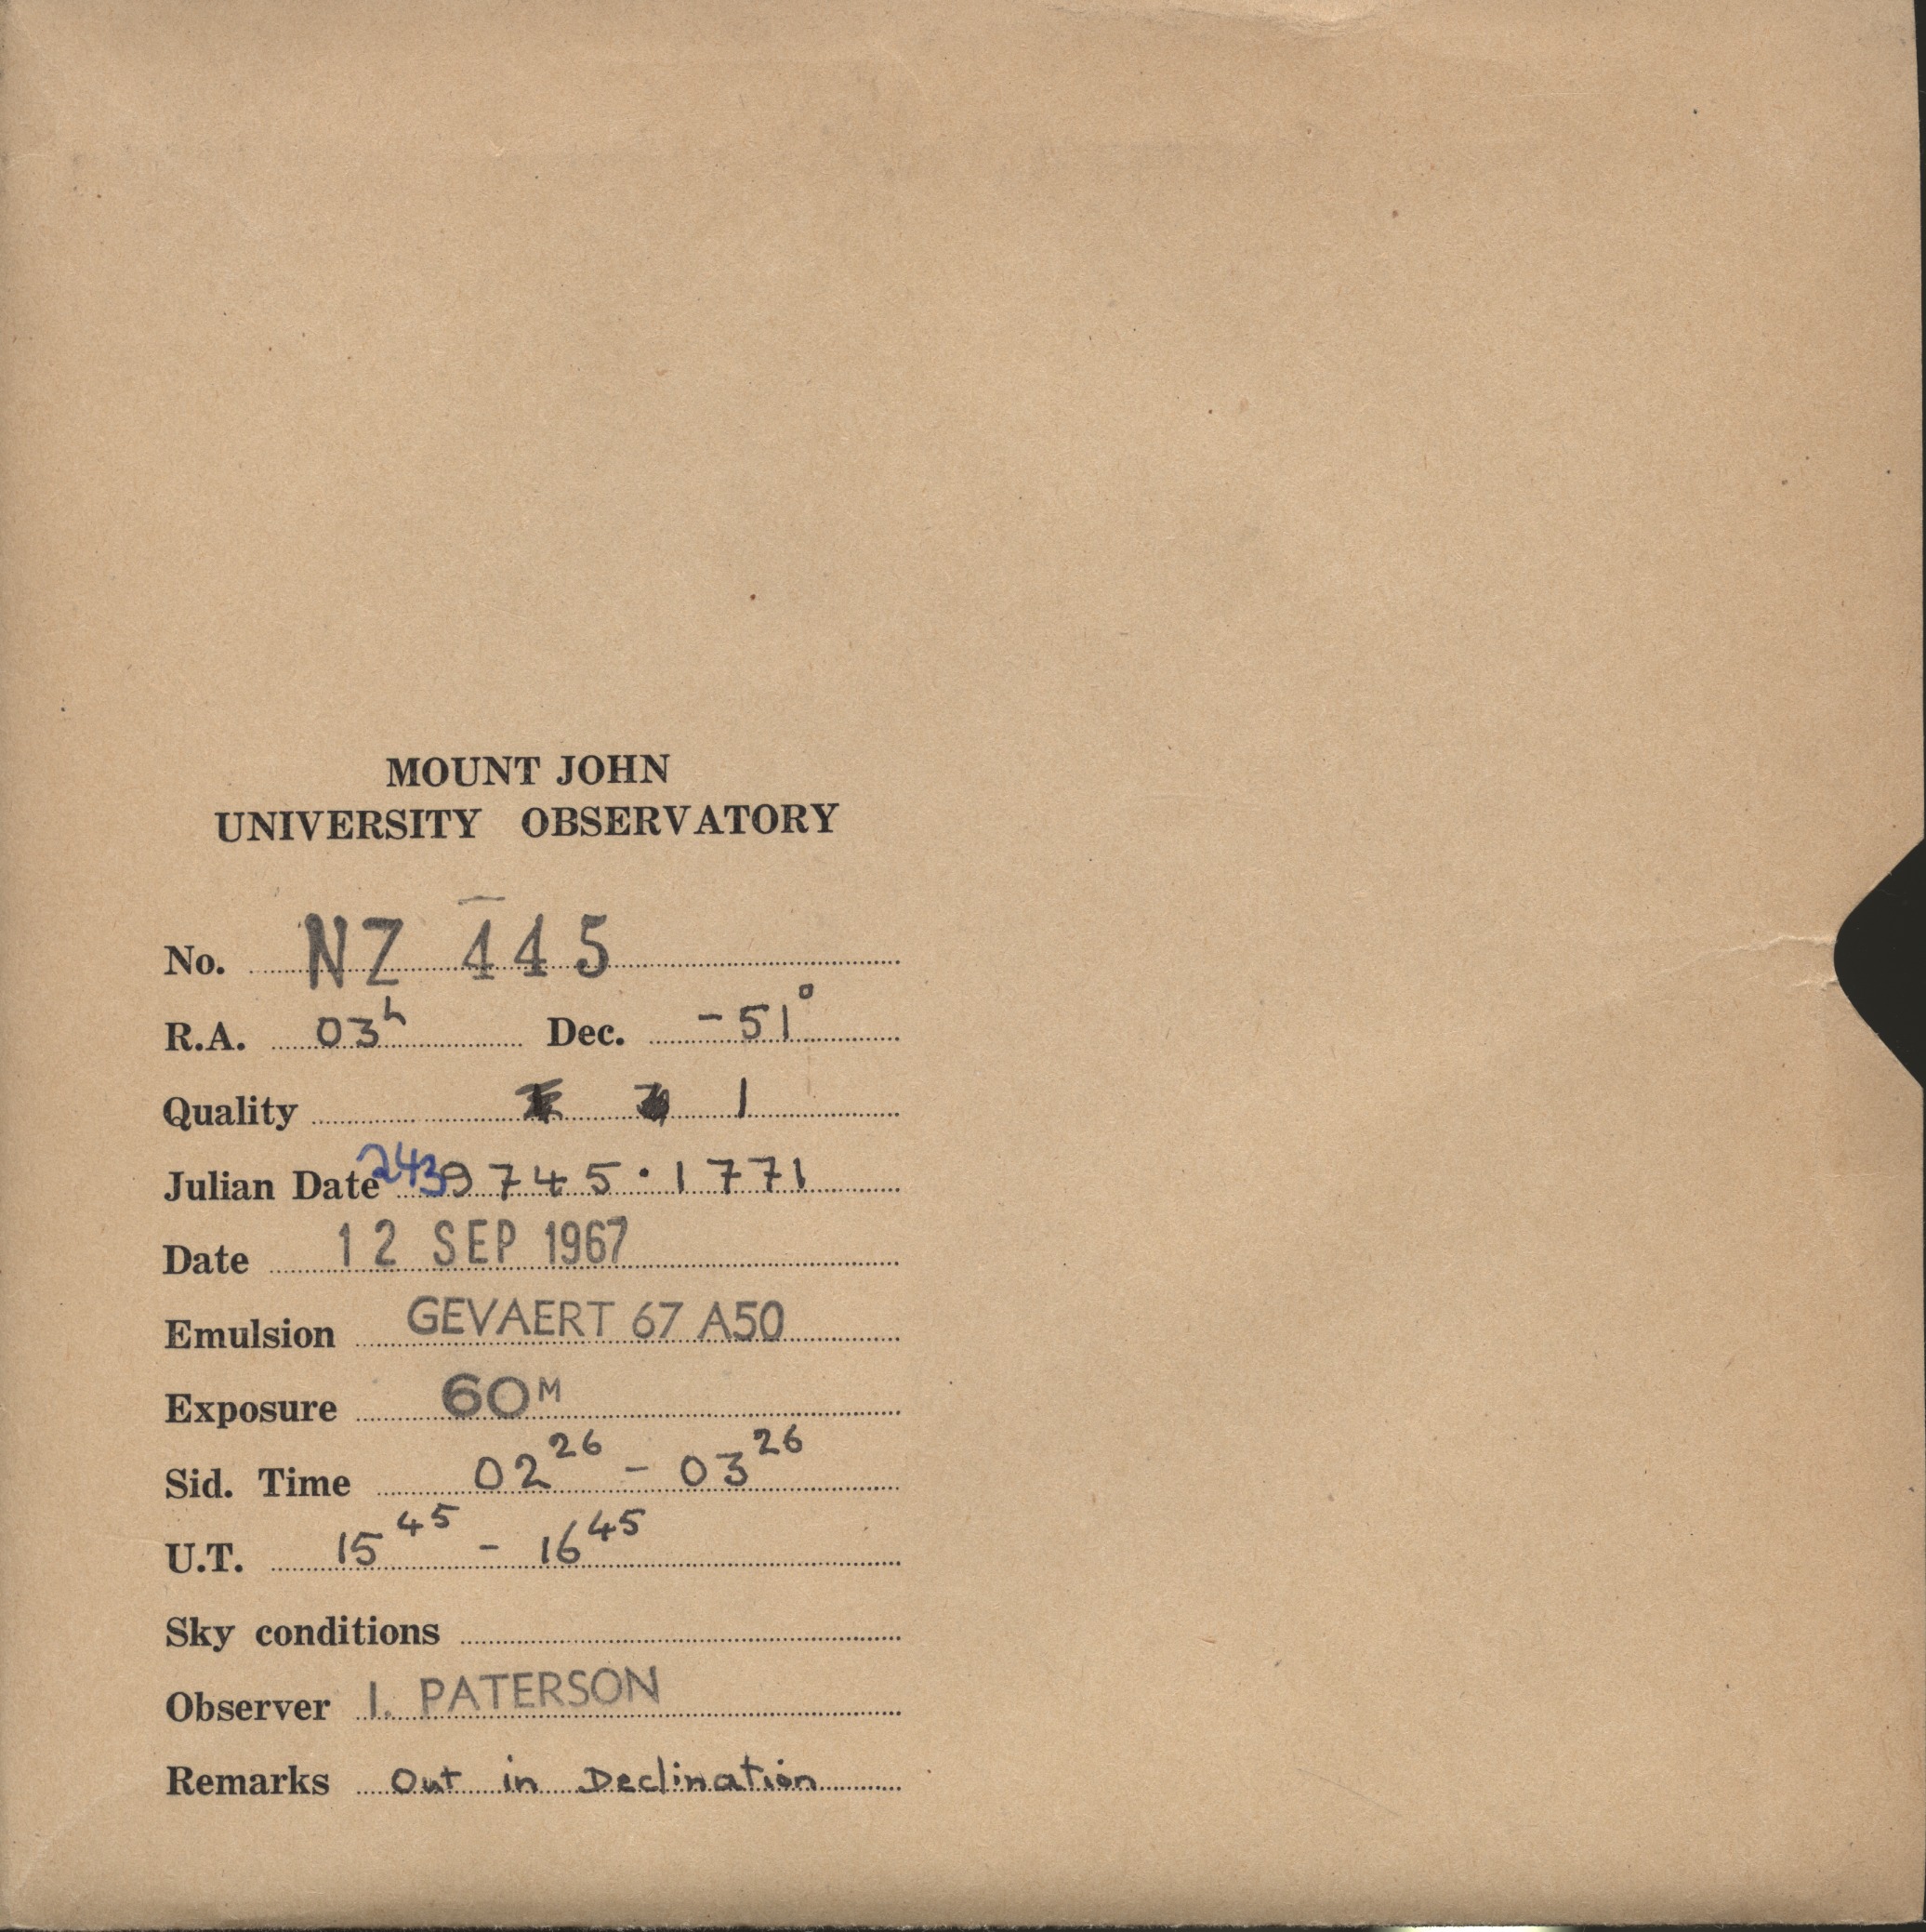 MOUNT JOHN
UNIVERSITY OBSERVATORY
No. NZ 445
R.A. 03h Dec. -51°
Quality 1
Julian Date 2439745.1771
Date 12 SEP 1967
Emulsion GEVAERT 67 A50
Exposure 60M
Sid. Time 02 26 - 03 26
U.T. 15 45 - 16 45
Sky conditions
Observer I. PATERSON
Remarks Out in Declination